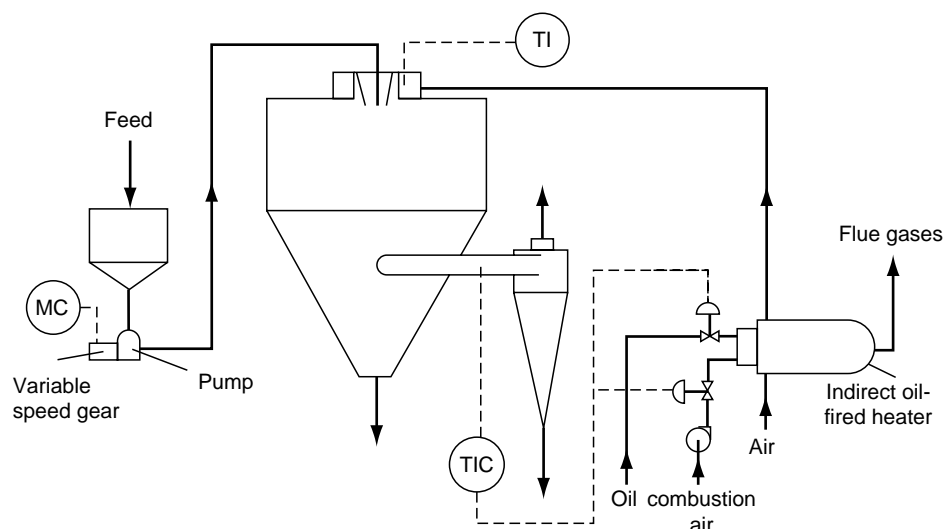 TI
Feed
Flue gases
MC
Variable
speed gear
Pump
Indirect oil-
fired heater
TIC
Air
Oil
combustion
air